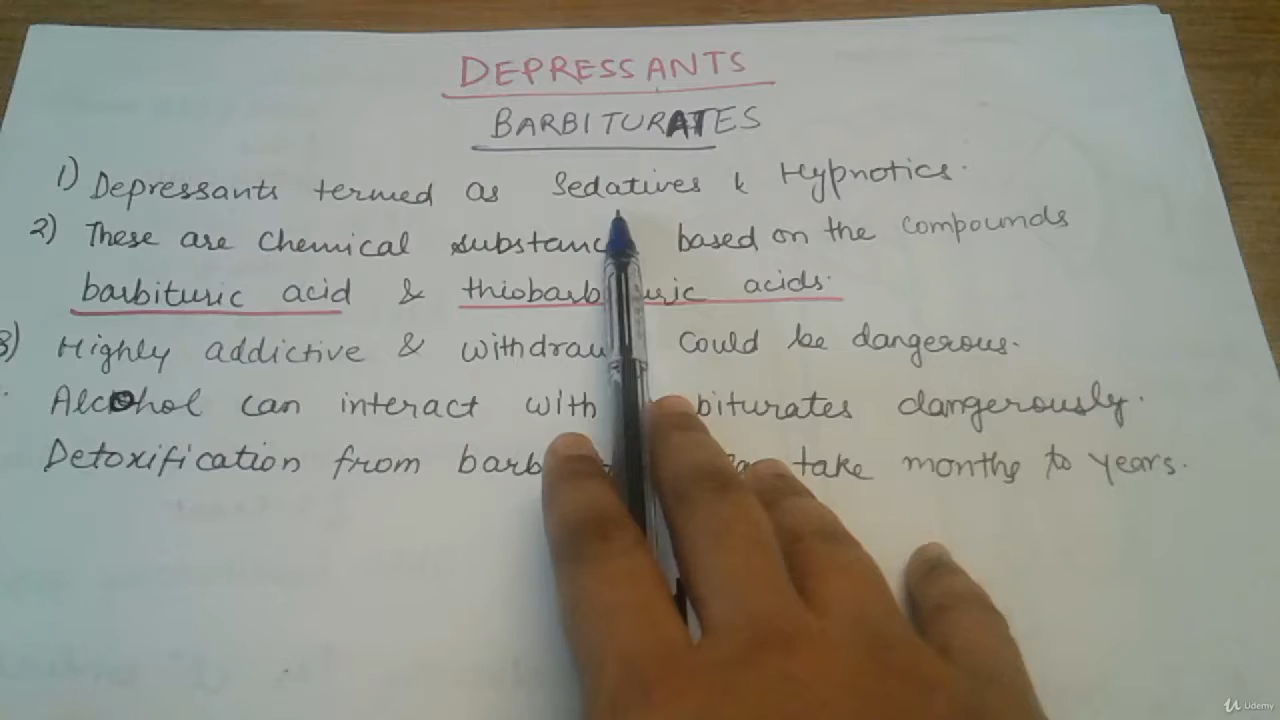 DEPRESSANTS
BARBITURATES
1) Depressants termed as Sedatives & Hypnotics.
2) These are chemical substanc based on the compounds
barbituric acid & thiobarb uric acids.
3) Highly addictive & withdraw could be dangerous.
Alcohol can interact with biturates dangerously.
Detoxification from barb take months to years.
Udemy